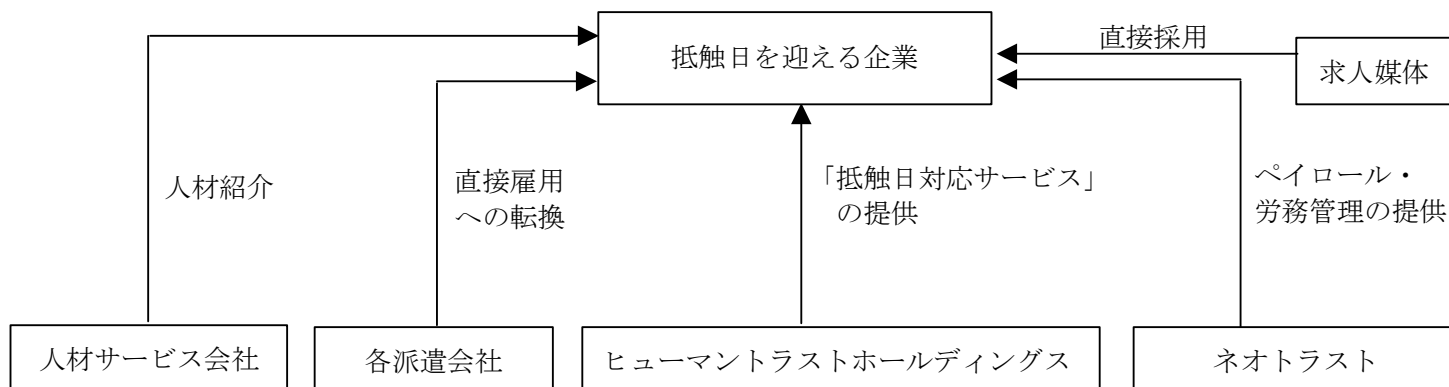 抵触日を迎える企業
直接採用
求人媒体
人材紹介
直接雇用
への転換
「抵触日対応サービス」
の提供
ペイロール・
労務管理の提供
人材サービス会社
各派遣会社
ヒューマントラストホールディングス
ネオトラスト